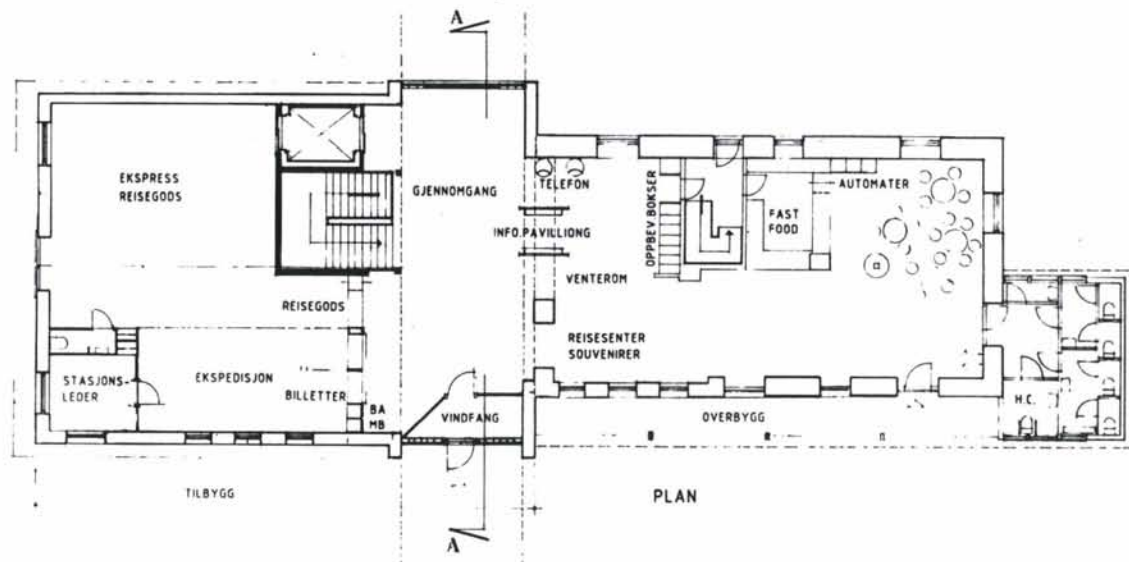 A
EKSPRESS
REISEGODS
GJENNOMGANG
TELEFON
OPPBEV. BOKSER
AUTOMATER
FAST
FOOD
INFO. PAVILLIONG
VENTEROM
REISEGODS
REISESENTER
SOUVENIRER
STASJONS-
LEDER
EKSPEDISJON
BILLETTER
BA
MB
VINDFANG
H.C.
OVERBYGG
TILBYGG
PLAN
A